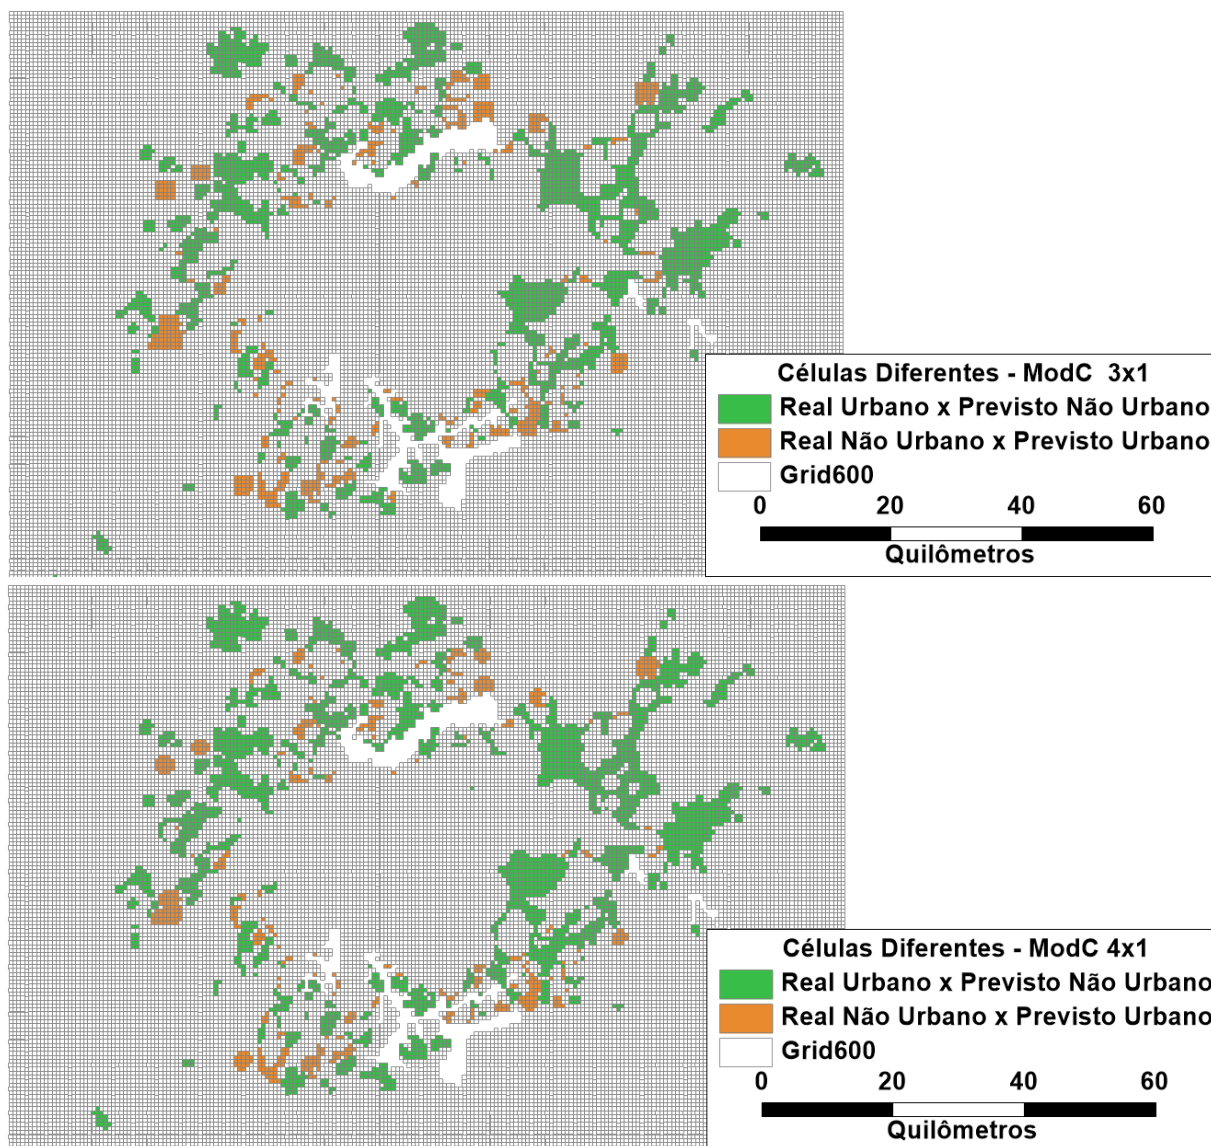 Células Diferentes - ModC 3x1
Real Urbano x Previsto Não Urbano
Real Não Urbano x Previsto Urbano
Grid600
0 20 40 60
Quilômetros
Células Diferentes - ModC 4x1
Real Urbano x Previsto Não Urbano
Real Não Urbano x Previsto Urbano
Grid600
0 20 40 60
Quilômetros